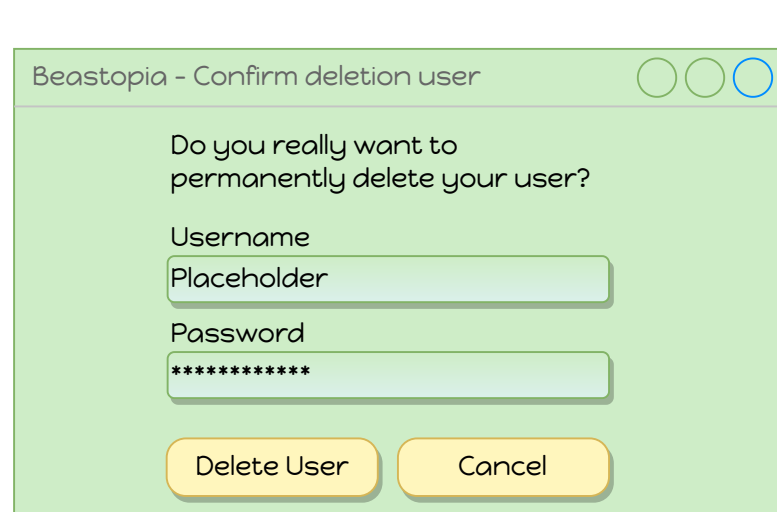 Beastopia - Confirm deletion user
Do you really want to
permanently delete your user?
Username
Placeholder
Password
************
Delete User
Cancel